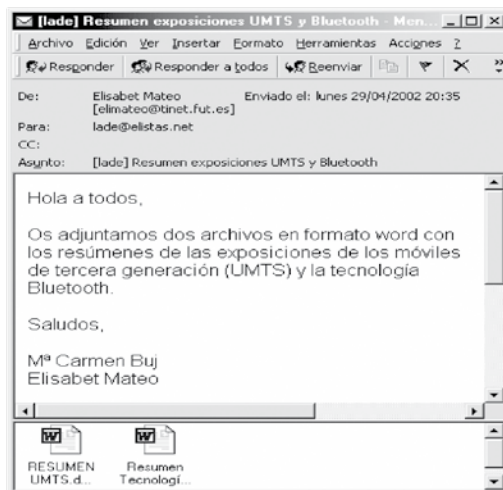 [lade] Resumen exposiciones UMTS y Bluetooth - Men...
Archivo Edición Ver Insertar Formato Herramientas Acciones ?
Responder Responder a todos Reenviar
De: Elisabet Mateo Enviado el: lunes 29/04/2002 20:35
[elimateo@tinet.fut.es]
Para: lade@elistas.net
CC:
Asunto: [lade] Resumen exposiciones UMTS y Bluetooth
Hola a todos,
Os adjuntamos dos archivos en formato word con
los resúmenes de las exposiciones de los móviles
de tercera generación (UMTS) y la tecnología
Bluetooth.
Saludos,
Mª Carmen Buj
Elisabet Mateo
RESUMEN Resumen
UMTS.d... Tecnologí...